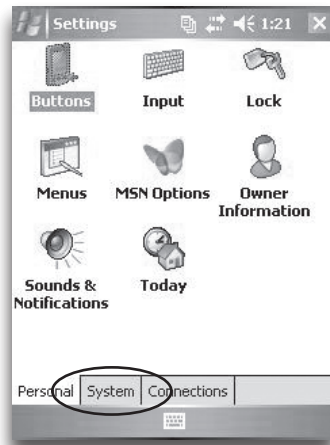 Settings 1:21
Buttons Input Lock
Menus MSN Options Owner
Information
Sounds & Today
Notifications
Personal System Connections